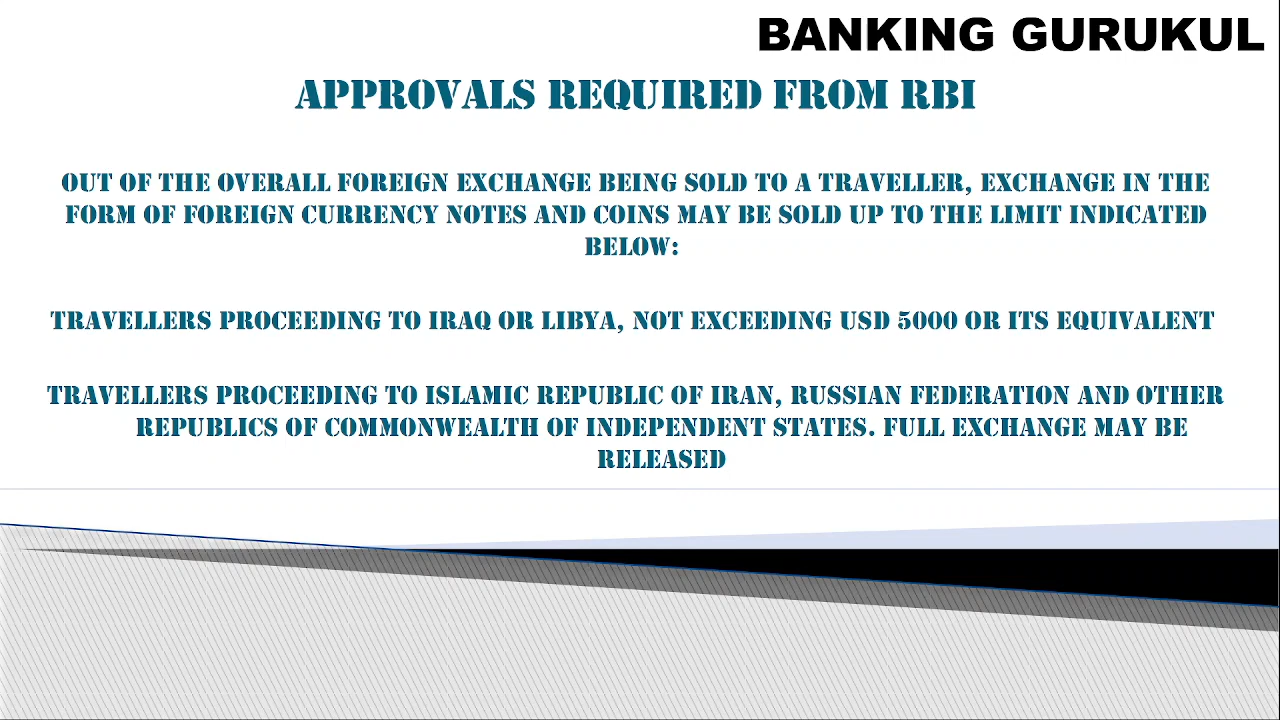 BANKING GURUKUL
APPROVALS REQUIRED FROM RBI
OUT OF THE OVERALL FOREIGN EXCHANGE BEING SOLD TO A TRAVELLER, EXCHANGE IN THE
FORM OF FOREIGN CURRENCY NOTES AND COINS MAY BE SOLD UP TO THE LIMIT INDICATED
BELOW:
TRAVELLERS PROCEEDING TO IRAQ OR LIBYA, NOT EXCEEDING USD 5000 OR ITS EQUIVALENT
TRAVELLERS PROCEEDING TO ISLAMIC REPUBLIC OF IRAN, RUSSIAN FEDERATION AND OTHER
REPUBLICS OF COMMONWEALTH OF INDEPENDENT STATES. FULL EXCHANGE MAY BE
RELEASED